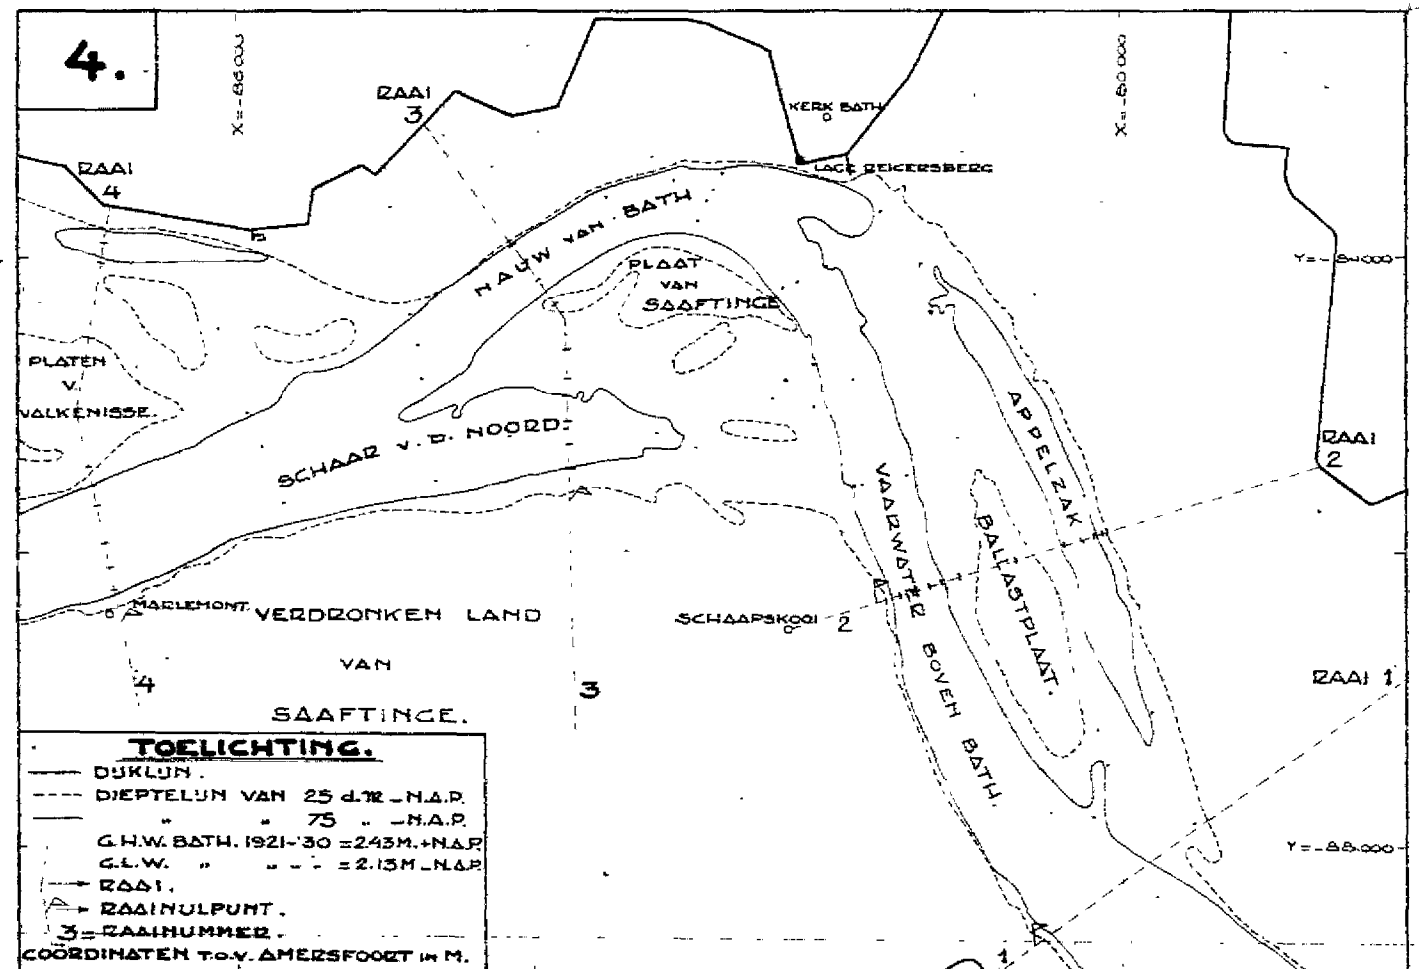 4.
X=-86000
RAAI
3
KERK BATH
X=-80000
RAAI
4
LAGE REIGERSBERG
NAUW VAN BATH.
PLAAT
VAN
SAAFTINGE
Y=-84000
PLATEN
V.
VALKENISSE.
SCHAAR V. D. NOORD.
APPELZAK
RAAI
2
VAARWATER BOVEN BATH.
BALLASTPLAAT.
MARLEMONT.
VERDRONKEN LAND
VAN
SAAFTINGE.
SCHAAPSKOOI
2
4
3
RAAI 1
Y=-88000
1
TOELICHTING.
DIJKLIJN.
DIEPTELIJN VAN 25 d.M. -N.A.P.
" " 75 " -N.A.P.
G.H.W. BATH. 1921-'30 = 2.43M.+N.A.P.
G.L.W. " " - - = 2.13M.-N.A.P.
RAAI.
RAAINULPUNT.
3 = RAAINUMMER.
COÖRDINATEN T.O.V. AMERSFOORT IN M.